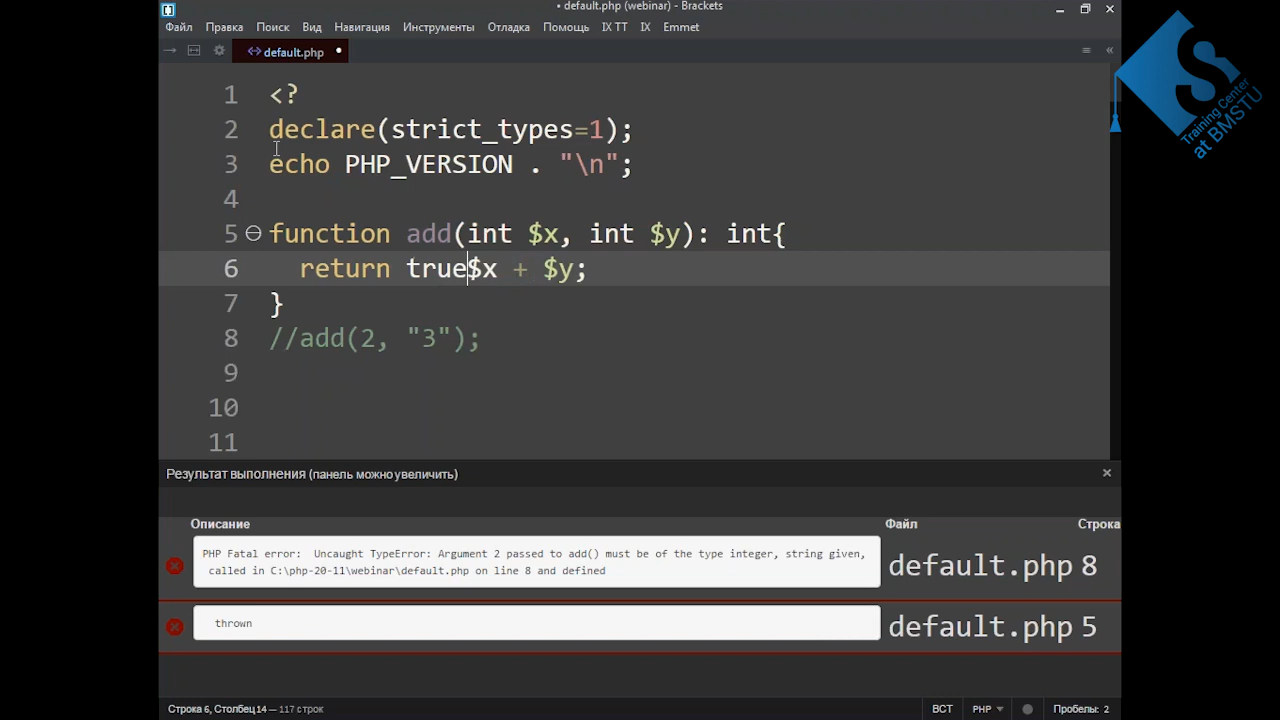 • default.php (webinar) - Brackets
Файл Правка Поиск Вид Навигация Инструменты Отладка Помощь IX TT IX Emmet
default.php •
1 <?
2 declare(strict_types=1);
3 echo PHP_VERSION . "\n";
4
5 function add(int $x, int $y): int{
6 return true$x + $y;
7 }
8 //add(2, "3");
9
10
11
Результат выполнения (панель можно увеличить)
Описание Файл Строка
PHP Fatal error: Uncaught TypeError: Argument 2 passed to add() must be of the type integer, string given,
called in C:\php-20-11\webinar\default.php on line 8 and defined
default.php 8
thrown
default.php 5
Строка 6, Столбец 14 — 117 строк ВСТ PHP Пробелы: 2
S
Training Center
at BMSTU